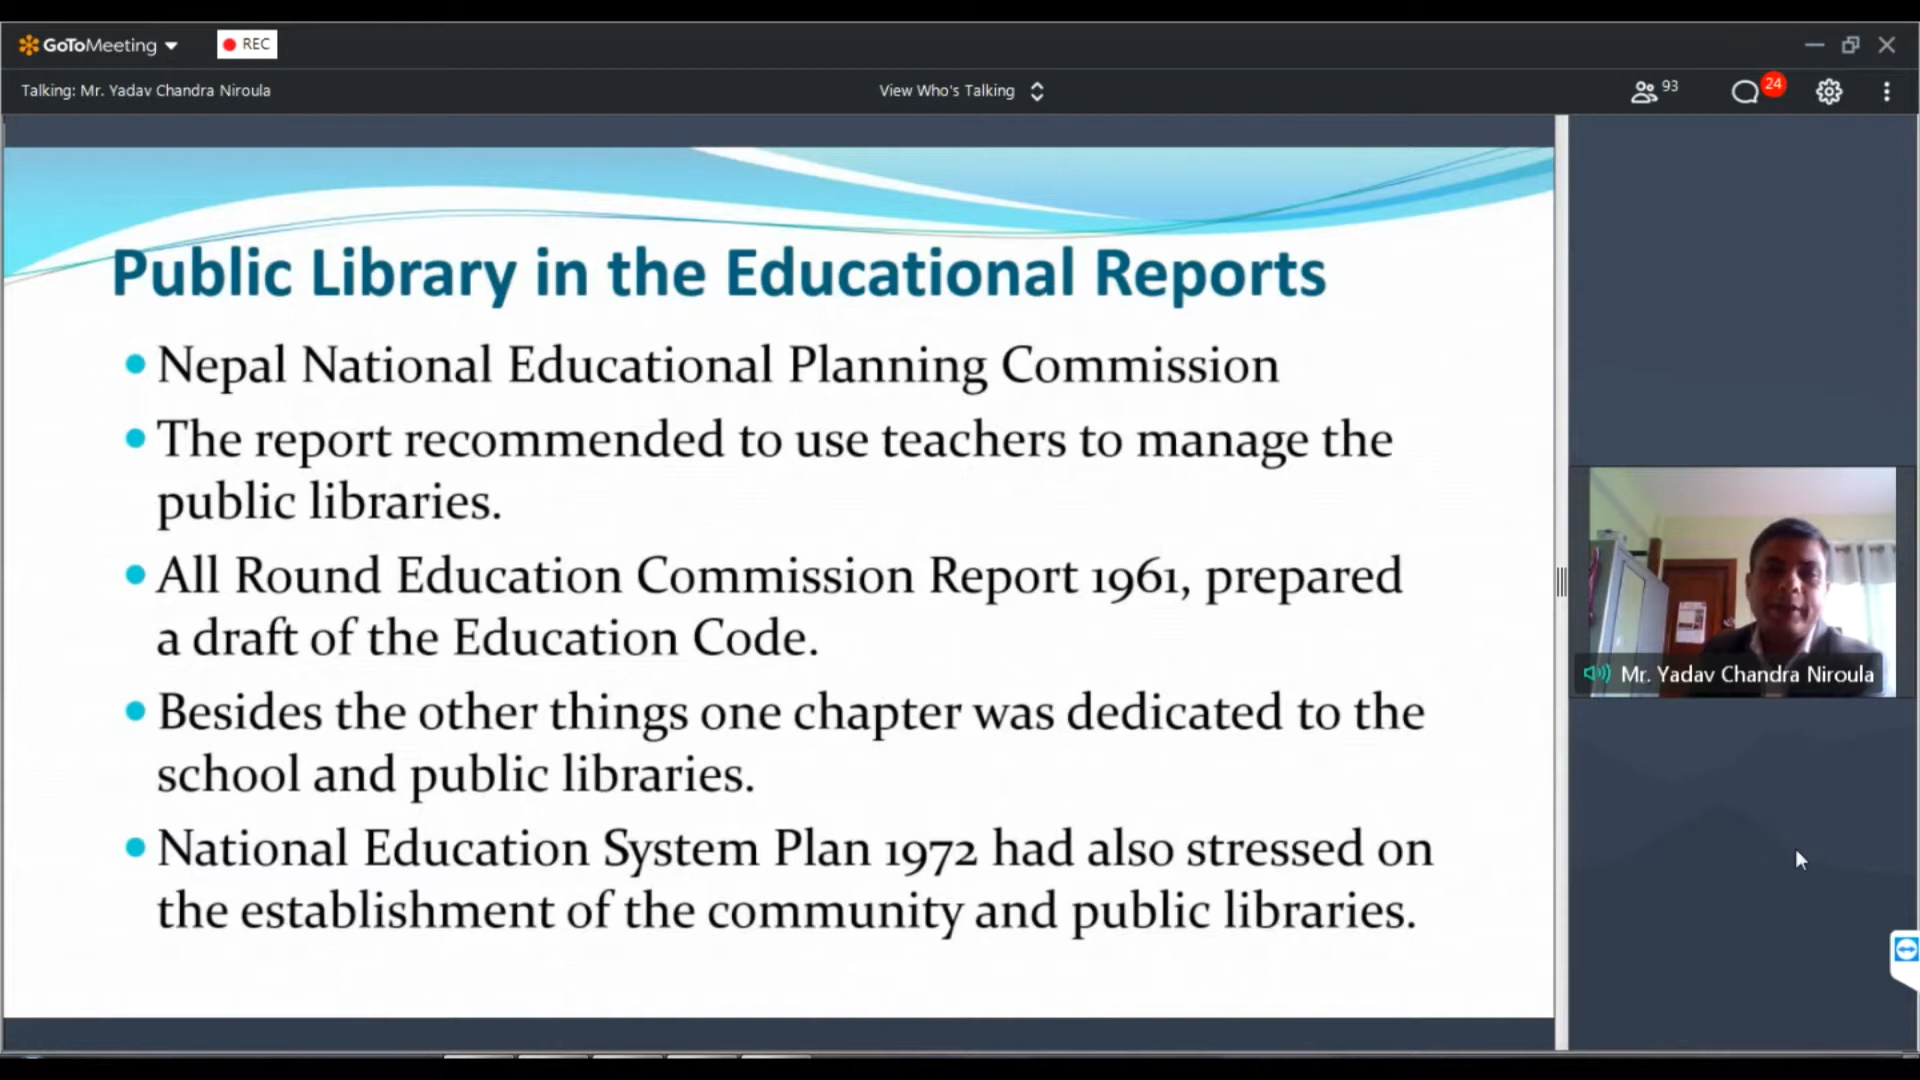 GoToMeeting
REC
Talking: Mr. Yadav Chandra Niroula
View Who's Talking
93
24
Public Library in the Educational Reports
• Nepal National Educational Planning Commission
• The report recommended to use teachers to manage the
public libraries.
• All Round Education Commission Report 1961, prepared
a draft of the Education Code.
• Besides the other things one chapter was dedicated to the
school and public libraries.
• National Education System Plan 1972 had also stressed on
the establishment of the community and public libraries.
Mr. Yadav Chandra Niroula